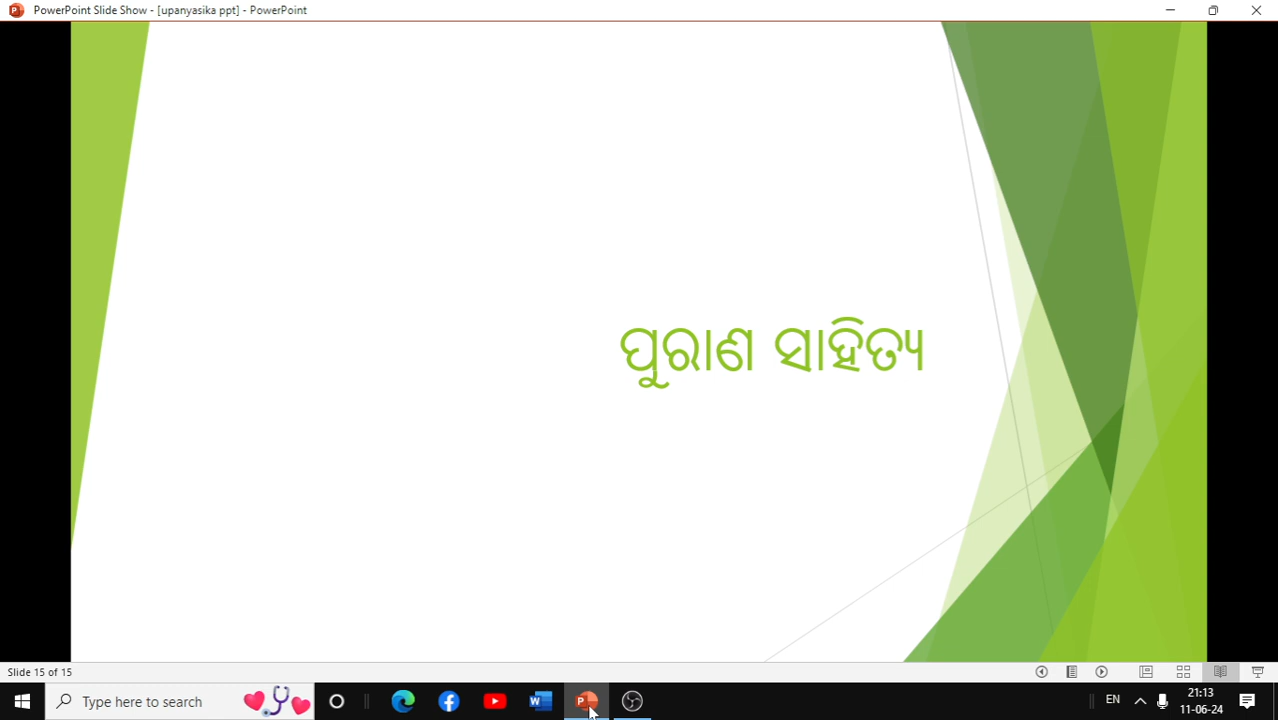 PowerPoint Slide Show - [upanyasika ppt] - PowerPoint
ପୁରାଣ ସାହିତ୍ୟ
Slide 15 of 15
Type here to search
EN
21:13
11-06-24